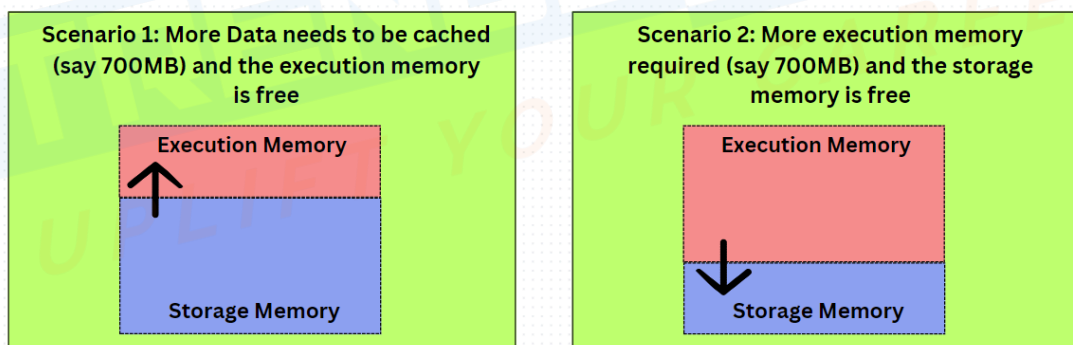 Scenario 1: More Data needs to be cached
(say 700MB) and the execution memory
is free
Execution Memory
Storage Memory
Scenario 2: More execution memory
required (say 700MB) and the storage
memory is free
Execution Memory
Storage Memory
UPLIFT YOUR